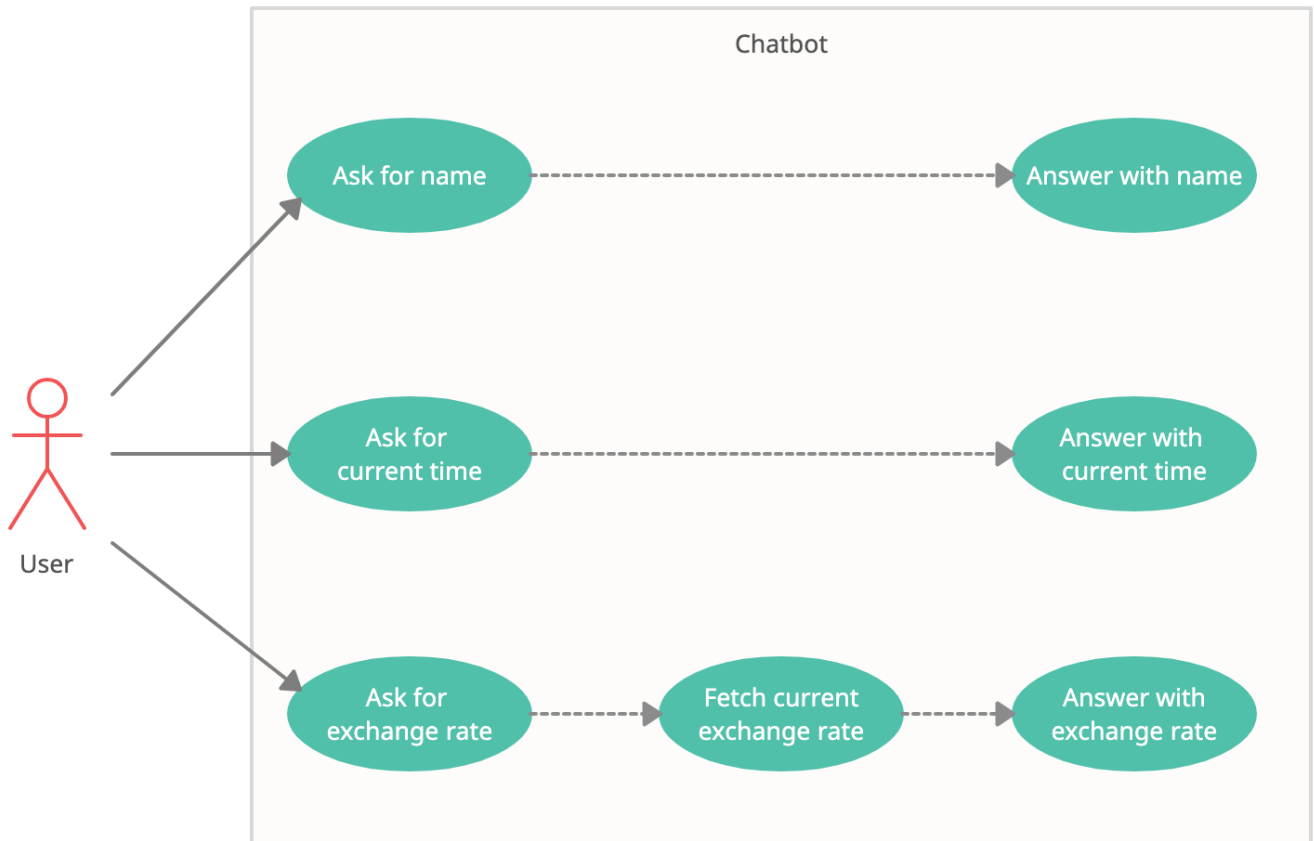 Chatbot
Ask for name
Answer with name
Ask for
current time
Answer with
current time
User
Ask for
exchange rate
Fetch current
exchange rate
Answer with
exchange rate